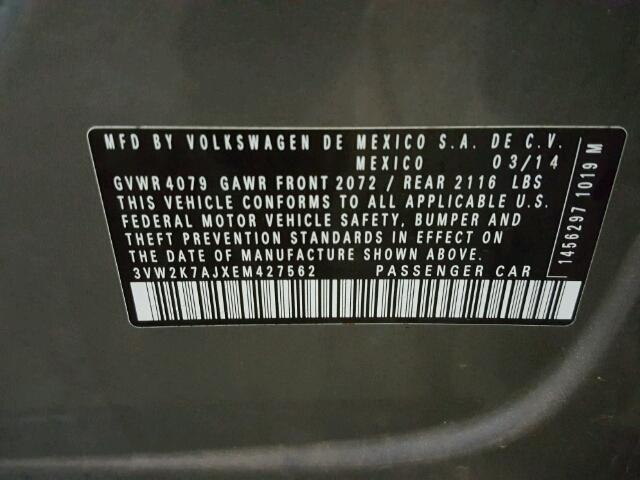 MFD BY VOLKSWAGEN DE MEXICO S.A. DE C.V.
MEXICO 03/14
GVWR 4079 GAWR FRONT 2072 / REAR 2116 LBS
THIS VEHICLE CONFORMS TO ALL APPLICABLE U.S.
FEDERAL MOTOR VEHICLE SAFETY, BUMPER AND
THEFT PREVENTION STANDARDS IN EFFECT ON
THE DATE OF MANUFACTURE SHOWN ABOVE.
3VW2K7AJXEM427562 PASSENGER CAR
1456297 1019 M